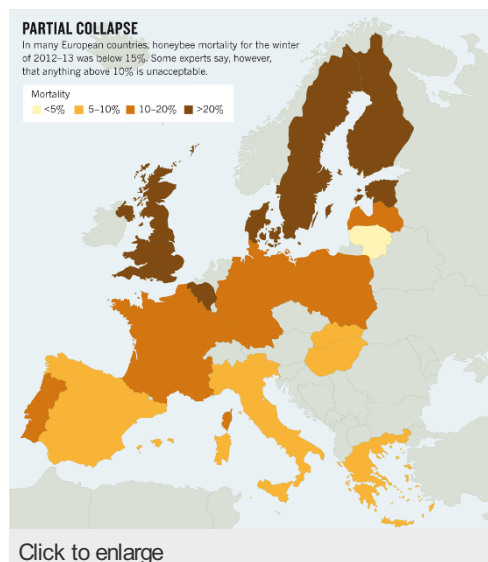 PARTIAL COLLAPSE
In many European countries, honeybee mortality for the winter
of 2012–13 was below 15%. Some experts say, however,
that anything above 10% is unacceptable.
Mortality
<5% 5–10% 10–20% >20%
Click to enlarge